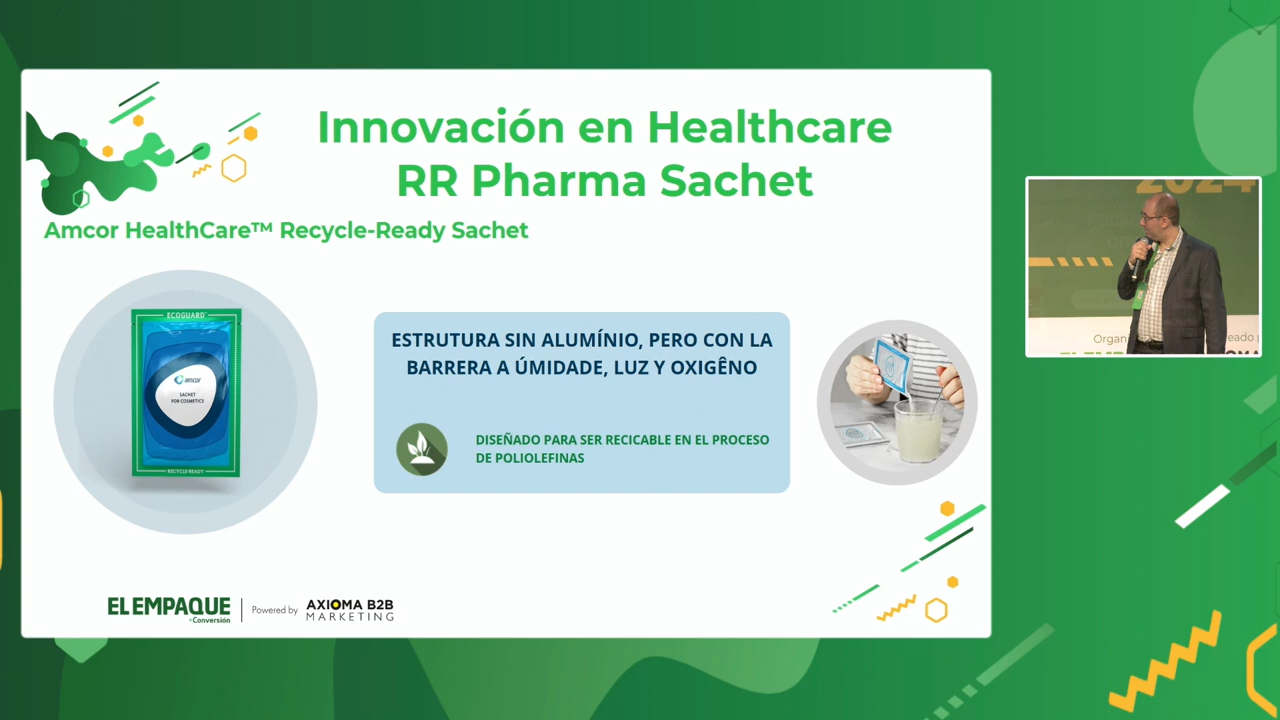 Innovación en Healthcare
RR Pharma Sachet
Amcor HealthCare™ Recycle-Ready Sachet
ECOGUARD™
amcor
SACHET
FOR COSMETICS
RECYCLE-READY
ESTRUTURA SIN ALUMÍNIO, PERO CON LA
BARRERA A ÚMIDADE, LUZ Y OXIGÊNO
DISEÑADO PARA SER RECICABLE EN EL PROCESO
DE POLIOLEFINAS
EL EMPAQUE
+Conversión
Powered by
AXIOMA B2B
MARKETING
2024